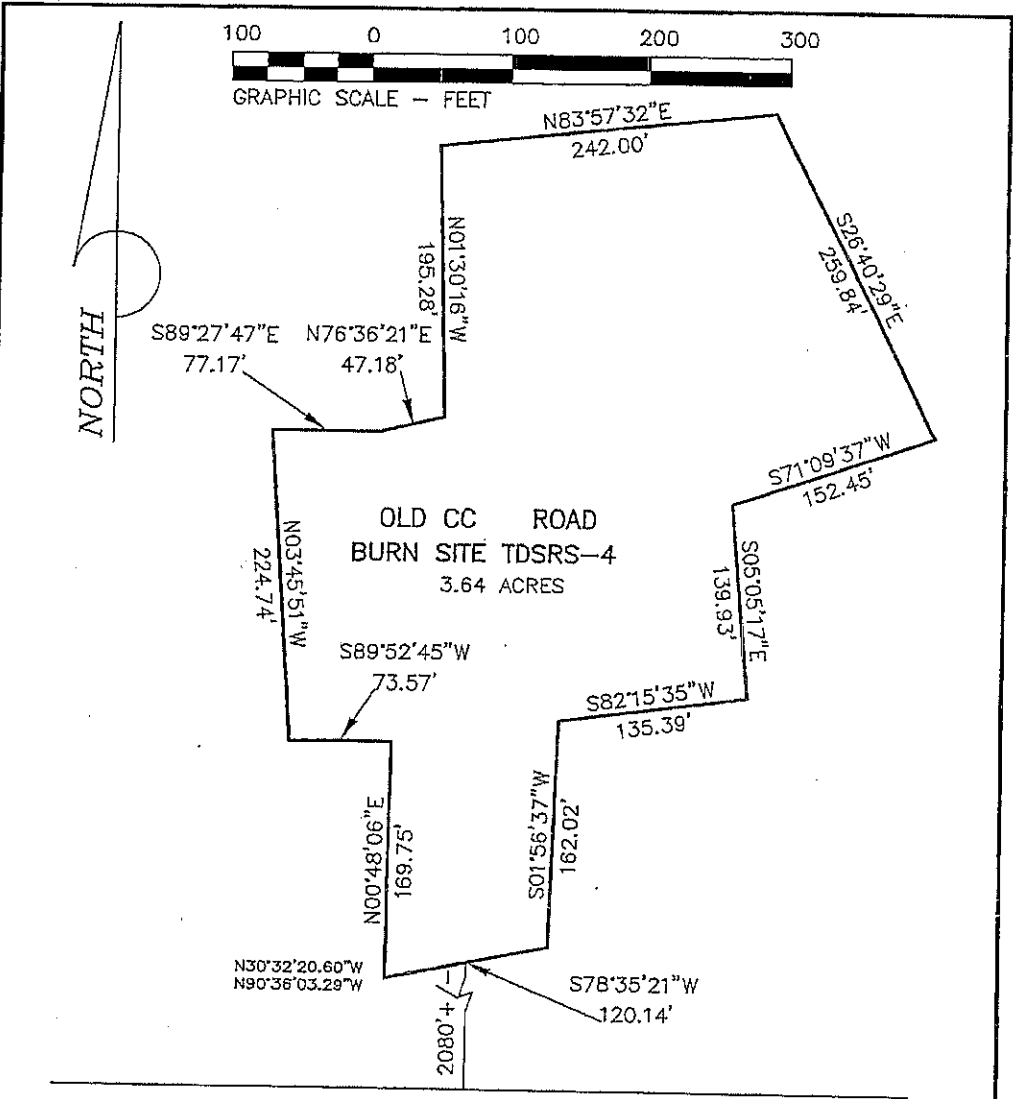 100 0 100 200 300
GRAPHIC SCALE - FEET
NORTH
N83°57'32"E
242.00'
N01°30'16"W
195.28'
S26°40'29"E
259.84'
S89°27'47"E
77.17'
N76°36'21"E
47.18'
S71°09'37"W
152.45'
OLD CC ROAD
BURN SITE TDSRS-4
3.64 ACRES
N03°45'51"W
224.74'
S05°05'17"E
139.93'
S89°52'45"W
73.57'
S82°15'35"W
135.39'
N00°48'06"E
169.75'
S01°56'37"W
162.02'
N30°32'20.60"W
N90°36'03.29"W
S78°35'21"W
120.14'
2080'+-